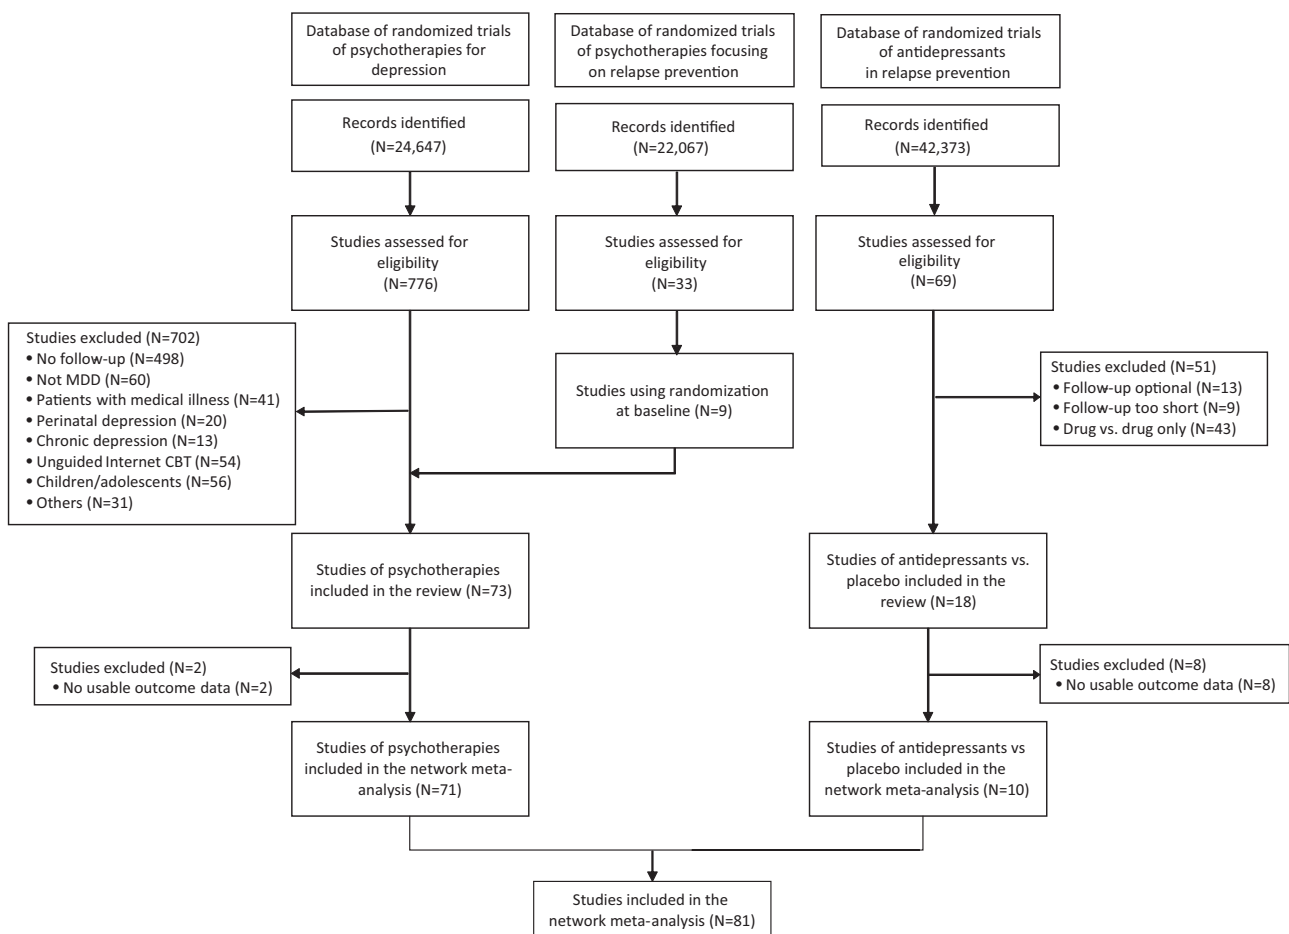 Database of randomized trials
of psychotherapies for
depression
Database of randomized trials
of psychotherapies focusing
on relapse prevention
Database of randomized trials
of antidepressants
in relapse prevention
Records identified
(N=24,647)
Records identified
(N=22,067)
Records identified
(N=42,373)
Studies assessed for
eligibility
(N=776)
Studies assessed for
eligibility
(N=33)
Studies assessed for
eligibility
(N=69)
Studies excluded (N=702)
• No follow-up (N=498)
• Not MDD (N=60)
• Patients with medical illness (N=41)
• Perinatal depression (N=20)
• Chronic depression (N=13)
• Unguided Internet CBT (N=54)
• Children/adolescents (N=56)
• Others (N=31)
Studies using randomization
at baseline (N=9)
Studies excluded (N=51)
• Follow-up optional (N=13)
• Follow-up too short (N=9)
• Drug vs. drug only (N=43)
Studies of psychotherapies
included in the review (N=73)
Studies of antidepressants vs.
placebo included in the
review (N=18)
Studies excluded (N=2)
• No usable outcome data (N=2)
Studies excluded (N=8)
• No usable outcome data (N=8)
Studies of psychotherapies
included in the network meta-
analysis (N=71)
Studies of antidepressants vs
placebo included in the
network meta-analysis (N=10)
Studies included in the
network meta-analysis (N=81)